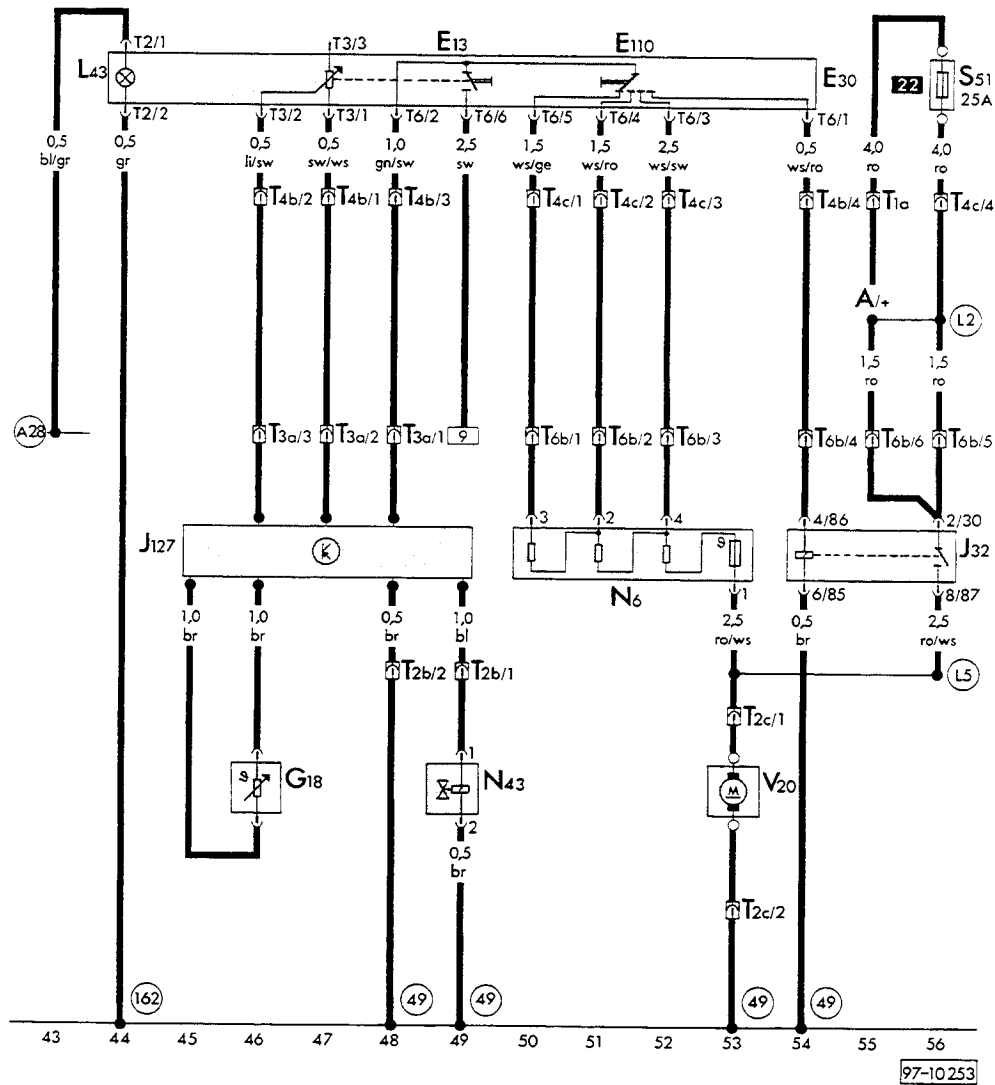 T2/1
T3/3
E13
E110
L43
E30
22
S51
25A
T2/2
T3/2
T3/1
T6/2
T6/6
T6/5
T6/4
T6/3
T6/1
0,5
bl/gr
0,5
gr
0,5
li/sw
0,5
sw/ws
1,0
gn/sw
2,5
sw
1,5
ws/ge
1,5
ws/ro
2,5
ws/sw
0,5
ws/ro
4,0
ro
4,0
ro
T4b/2
T4b/1
T4b/3
T4c/1
T4c/2
T4c/3
T4b/4
T1a
T4c/4
A/+
L2
1,5
ro
1,5
ro
A28
T3a/3
T3a/2
T3a/1
9
T6b/1
T6b/2
T6b/3
T6b/4
T6b/6
T6b/5
3
2
4
4/86
2/30
J127
ϑ
J32
N6
1
6/85
8/87
1,0
br
1,0
br
0,5
br
1,0
bl
2,5
ro/ws
0,5
br
2,5
ro/ws
T2b/2
T2b/1
L5
T2c/1
1
ϑ
G18
N43
M
V20
2
0,5
br
T2c/2
162
49
49
49
49
43
44
45
46
47
48
49
50
51
52
53
54
55
56
97-10253